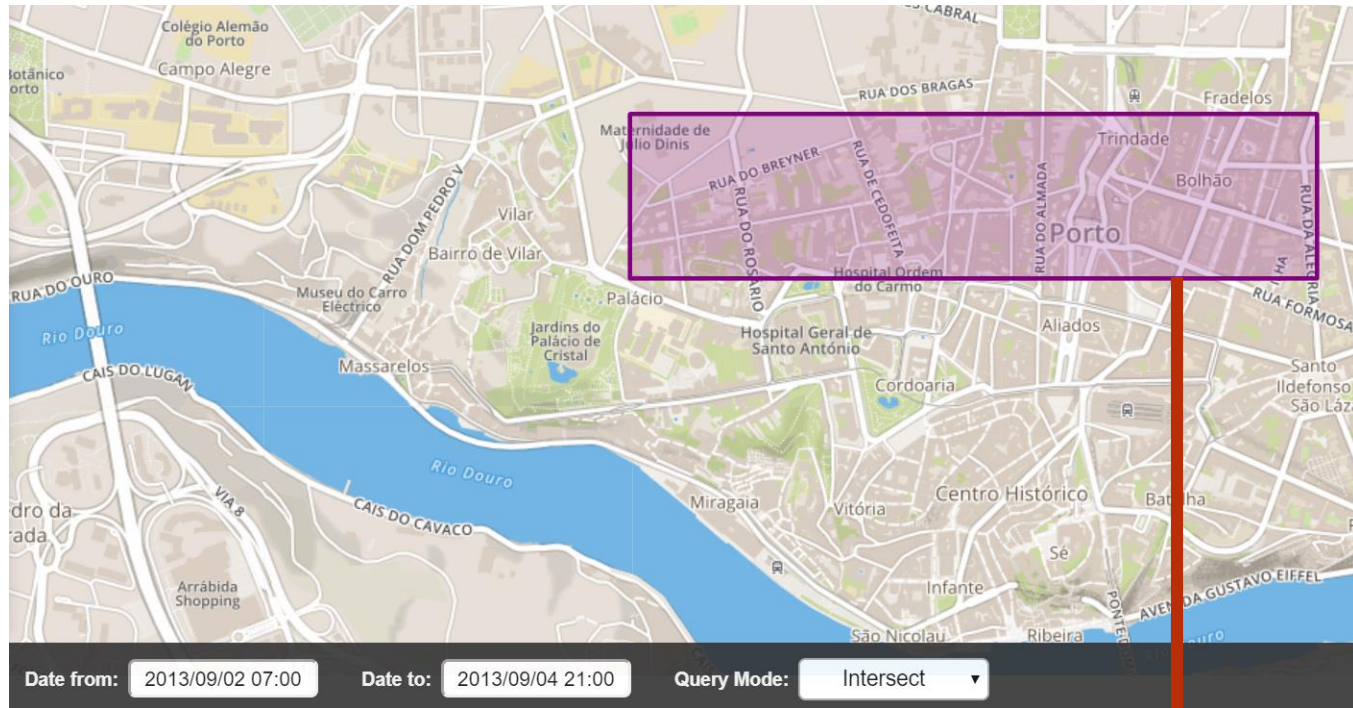 ES CABRAL
Colégio Alemão
do Porto
Campo Alegre
Botânico
orto
RUA DOS BRAGAS
Fradelos
Maternidade de
Júlio Dinis
Trindade
RUA DO BREYNER
RUA DE CEDOFEITA
RUA DO ALMADA
Bolhão
RUA DO ROSÁRIO
RUA DA ALEGRIA
RUA DOM PEDRO V
Vilar
Bairro de Vilar
Porto
Hospital Ordem
do Carmo
HA
RUA DO OURO
Museu do Carro
Eléctrico
Palácio
RUA FORMOSA
Rio Douro
Jardins do
Palácio de
Cristal
Hospital Geral de
Santo António
Aliados
Massarelos
CAIS DO LUGAN
Cordoaria
Santo
Ildefonso
São Láza
Rio Douro
VIA 8
CAIS DO CAVACO
Miragaia
Vitória
Centro Histórico
Batalha
dro da
rada
Sé
Arrábida
Shopping
Infante
PONTE DOM
AVENIDA GUSTAVO EIFFEL
São Nicolau
Ribeira
Rio Douro
CAIS
Date from: 2013/09/02 07:00 Date to: 2013/09/04 21:00 Query Mode: Intersect